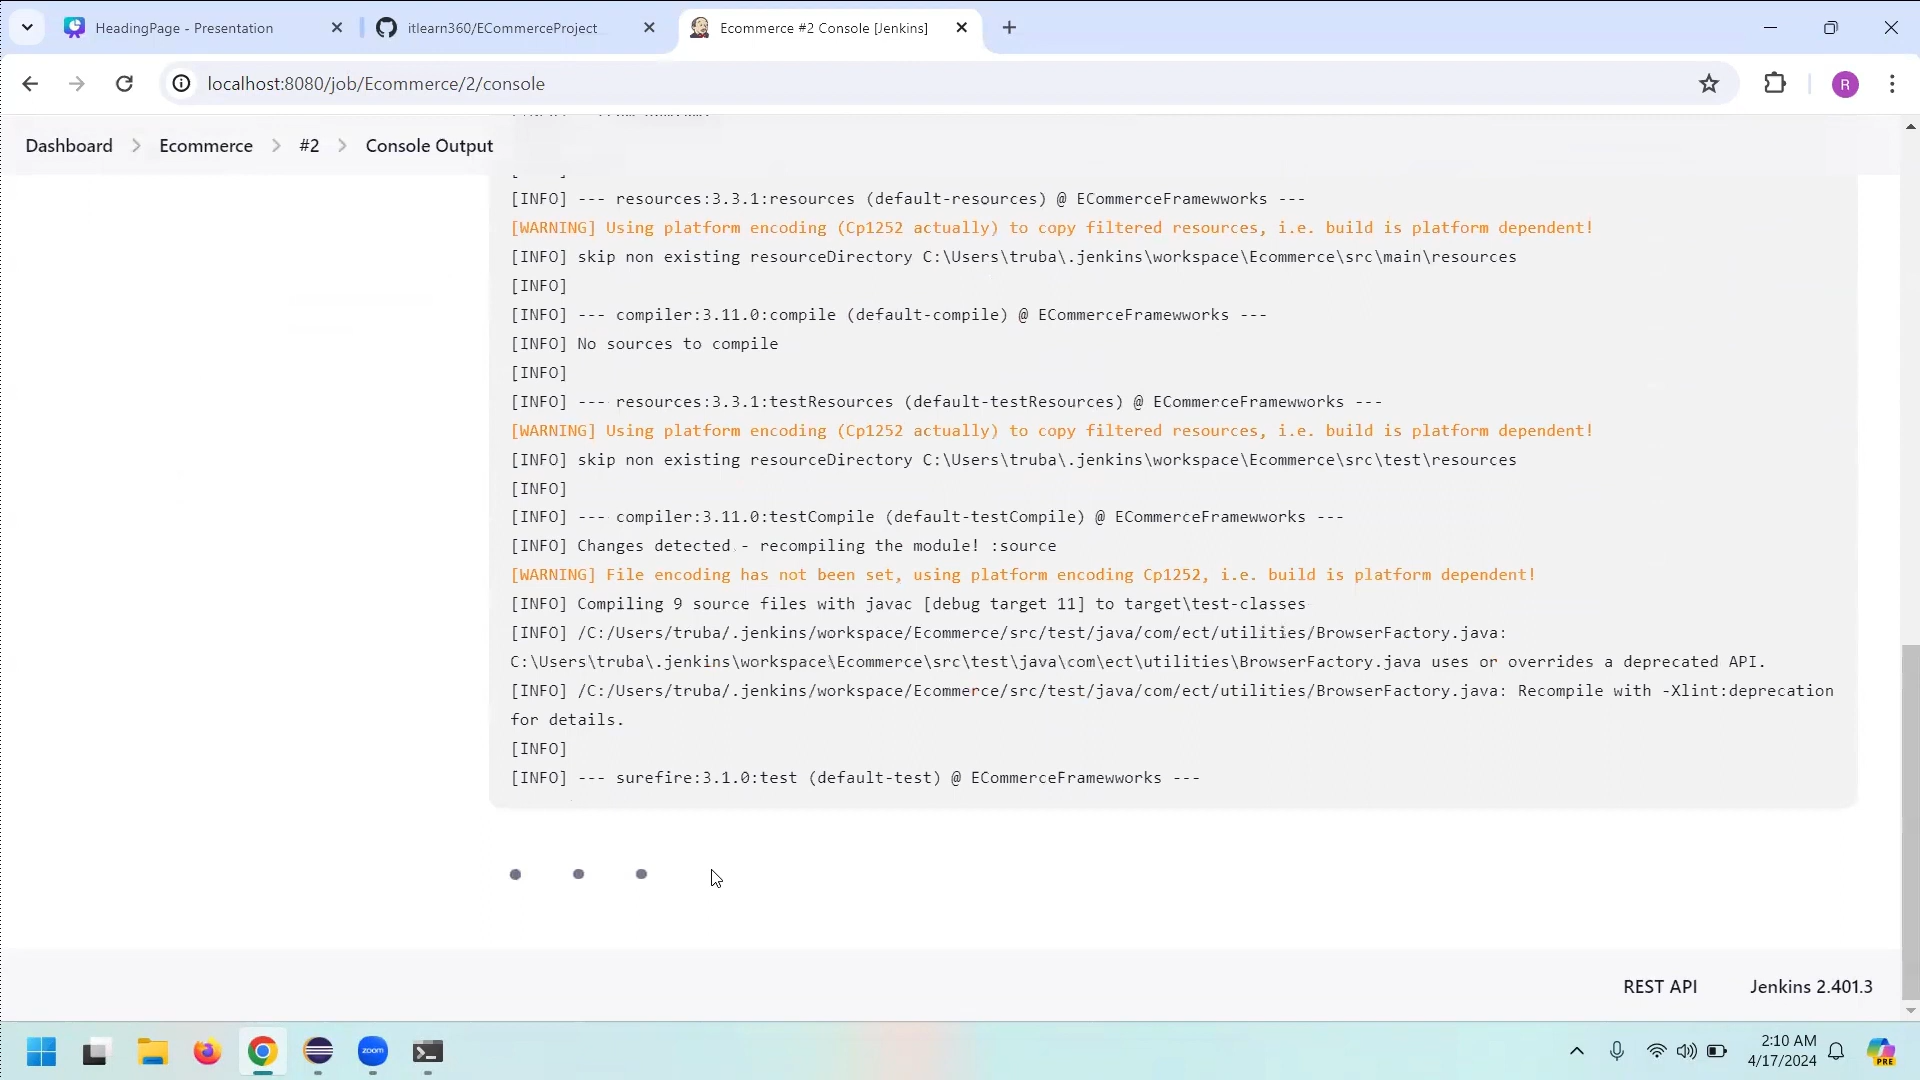 HeadingPage - Presentation
itlearn360/ECommerceProject
Ecommerce #2 Console [Jenkins]
localhost:8080/job/Ecommerce/2/console
R
Dashboard
Ecommerce
#2
Console Output
[INFO] --- resources:3.3.1:resources (default-resources) @ ECommerceFramewworks ---
[WARNING] Using platform encoding (Cp1252 actually) to copy filtered resources, i.e. build is platform dependent!
[INFO] skip non existing resourceDirectory C:\Users\truba\.jenkins\workspace\Ecommerce\src\main\resources
[INFO]
[INFO] --- compiler:3.11.0:compile (default-compile) @ ECommerceFramewworks ---
[INFO] No sources to compile
[INFO]
[INFO] --- resources:3.3.1:testResources (default-testResources) @ ECommerceFramewworks ---
[WARNING] Using platform encoding (Cp1252 actually) to copy filtered resources, i.e. build is platform dependent!
[INFO] skip non existing resourceDirectory C:\Users\truba\.jenkins\workspace\Ecommerce\src\test\resources
[INFO]
[INFO] --- compiler:3.11.0:testCompile (default-testCompile) @ ECommerceFramewworks ---
[INFO] Changes detected - recompiling the module! :source
[WARNING] File encoding has not been set, using platform encoding Cp1252, i.e. build is platform dependent!
[INFO] Compiling 9 source files with javac [debug target 11] to target\test-classes
[INFO] /C:/Users/truba/.jenkins/workspace/Ecommerce/src/test/java/com/ect/utilities/BrowserFactory.java:
C:\Users\truba\.jenkins\workspace\Ecommerce\src\test\java\com\ect\utilities\BrowserFactory.java uses or overrides a deprecated API.
[INFO] /C:/Users/truba/.jenkins/workspace/Ecommerce/src/test/java/com/ect/utilities/BrowserFactory.java: Recompile with -Xlint:deprecation
for details.
[INFO]
[INFO] --- surefire:3.1.0:test (default-test) @ ECommerceFramewworks ---
REST API
Jenkins 2.401.3
zoom
2:10 AM
4/17/2024
PRE